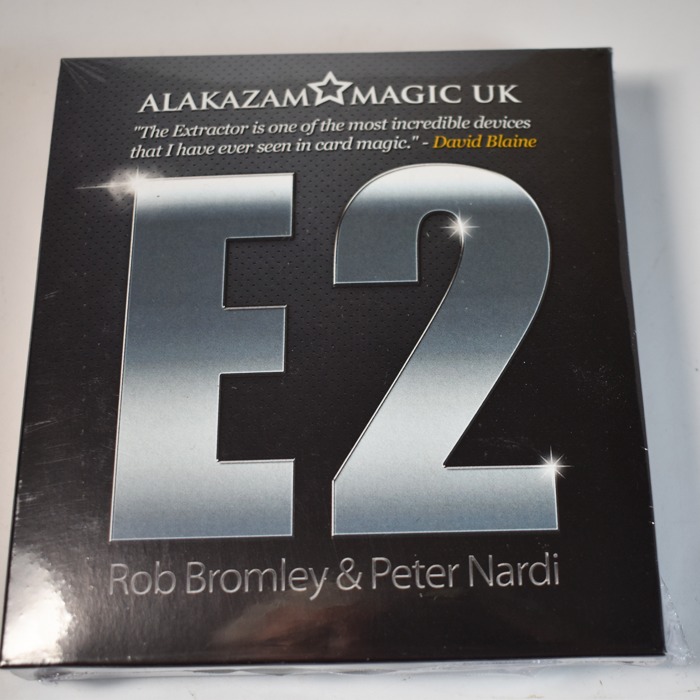 ALAKAZAM MAGIC UK
"The Extractor is one of the most incredible devices
that I have ever seen in card magic." - David Blaine
E2
Rob Bromley & Peter Nardi